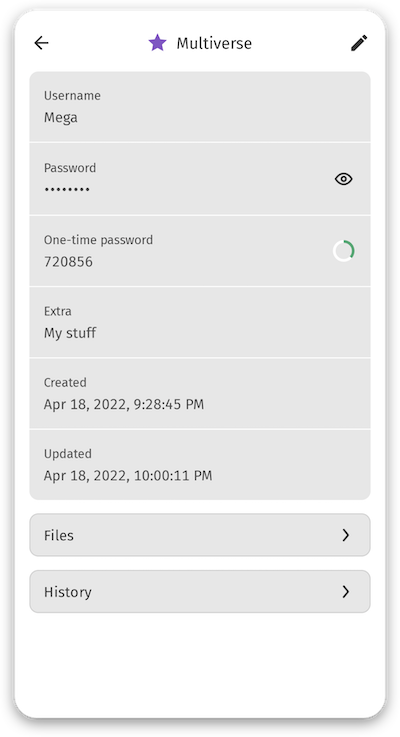 Multiverse
Username
Mega
Password
••••••••
One-time password
720856
Extra
My stuff
Created
Apr 18, 2022, 9:28:45 PM
Updated
Apr 18, 2022, 10:00:11 PM
Files
History